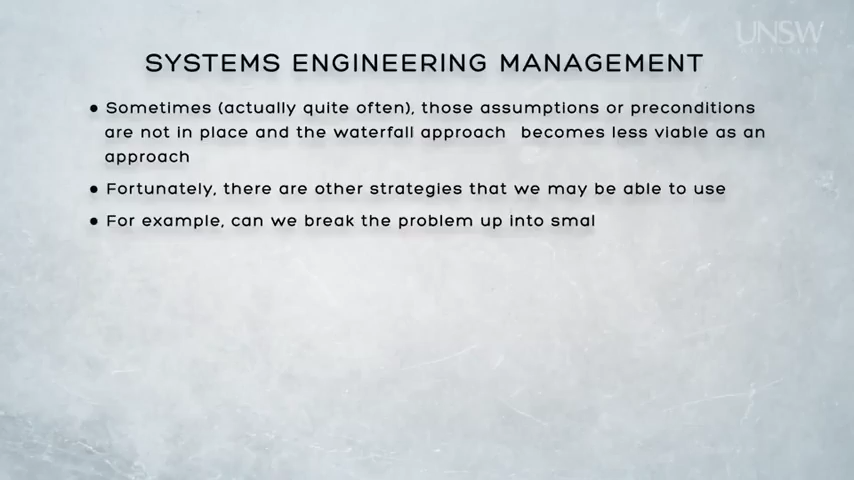 UNSW
AUSTRALIA
SYSTEMS ENGINEERING MANAGEMENT
• Sometimes (actually quite often), those assumptions or preconditions
are not in place and the waterfall approach becomes less viable as an
approach
• Fortunately, there are other strategies that we may be able to use
• For example, can we break the problem up into smal